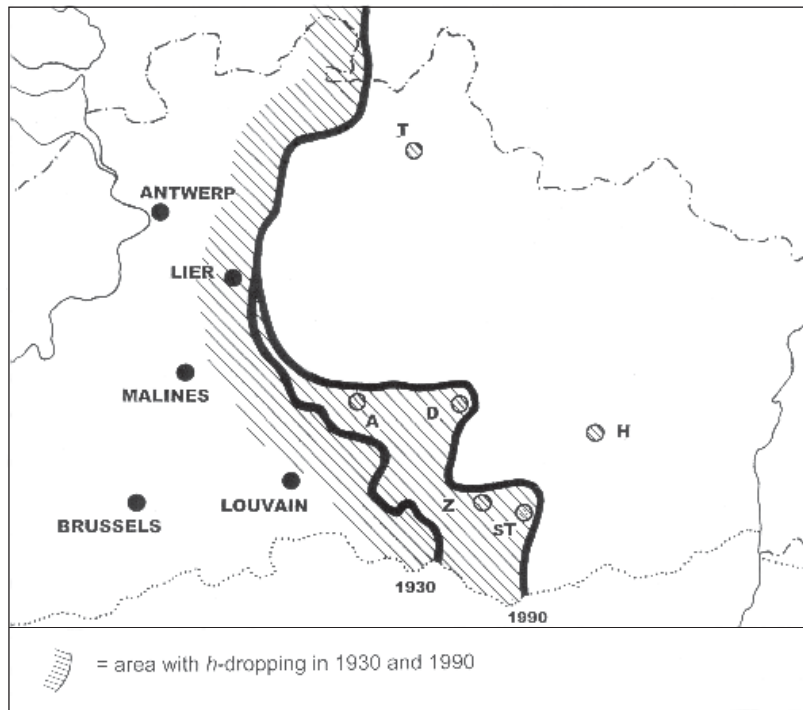 T
ANTWERP
LIER
MALINES
A
D
H
LOUVAIN
Z
ST
BRUSSELS
1930
1990
= area with h-dropping in 1930 and 1990